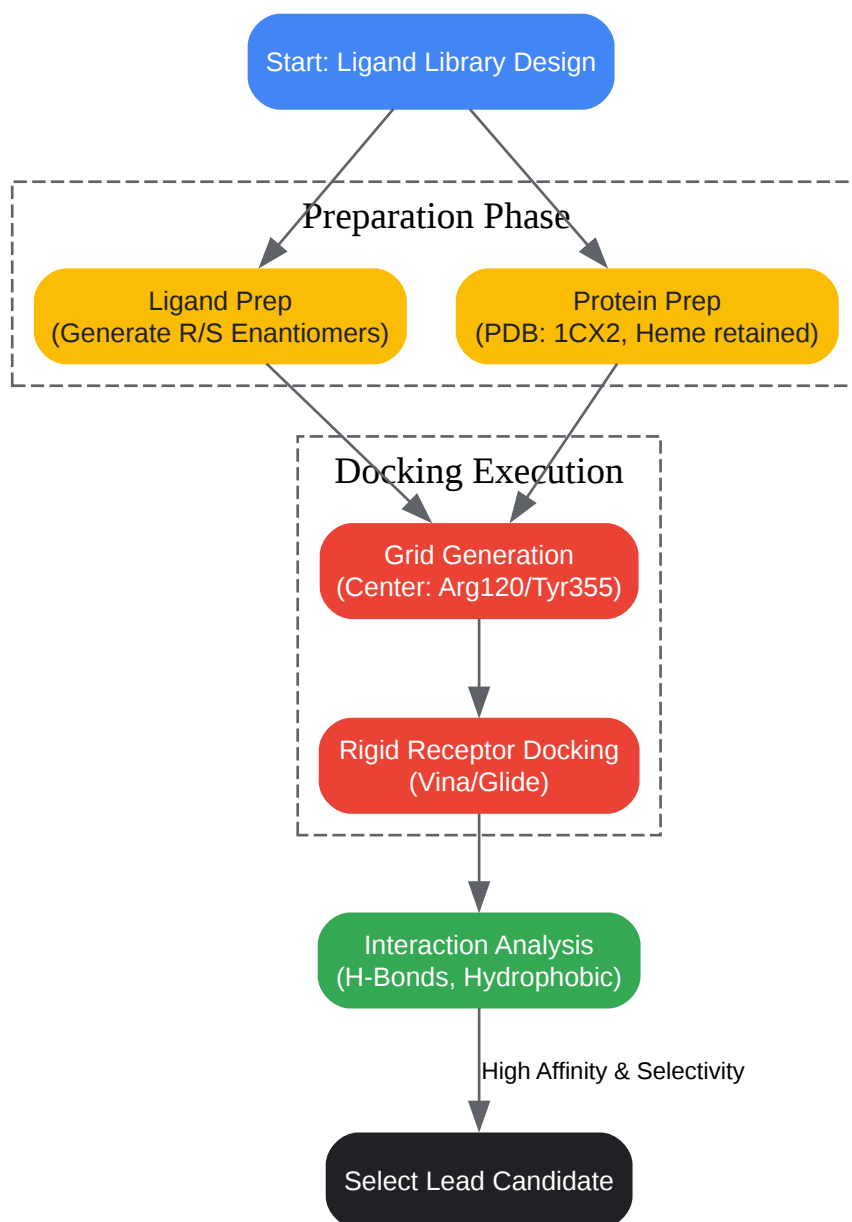 Start: Ligand Library Design
Preparation Phase
Ligand Prep
(Generate R/S Enantiomers)
Protein Prep
(PDB: 1CX2, Heme retained)
Docking Execution
Grid Generation
(Center: Arg120/Tyr355)
Rigid Receptor Docking
(Vina/Glide)
Interaction Analysis
(H-Bonds, Hydrophobic)
High Affinity & Selectivity
Select Lead Candidate